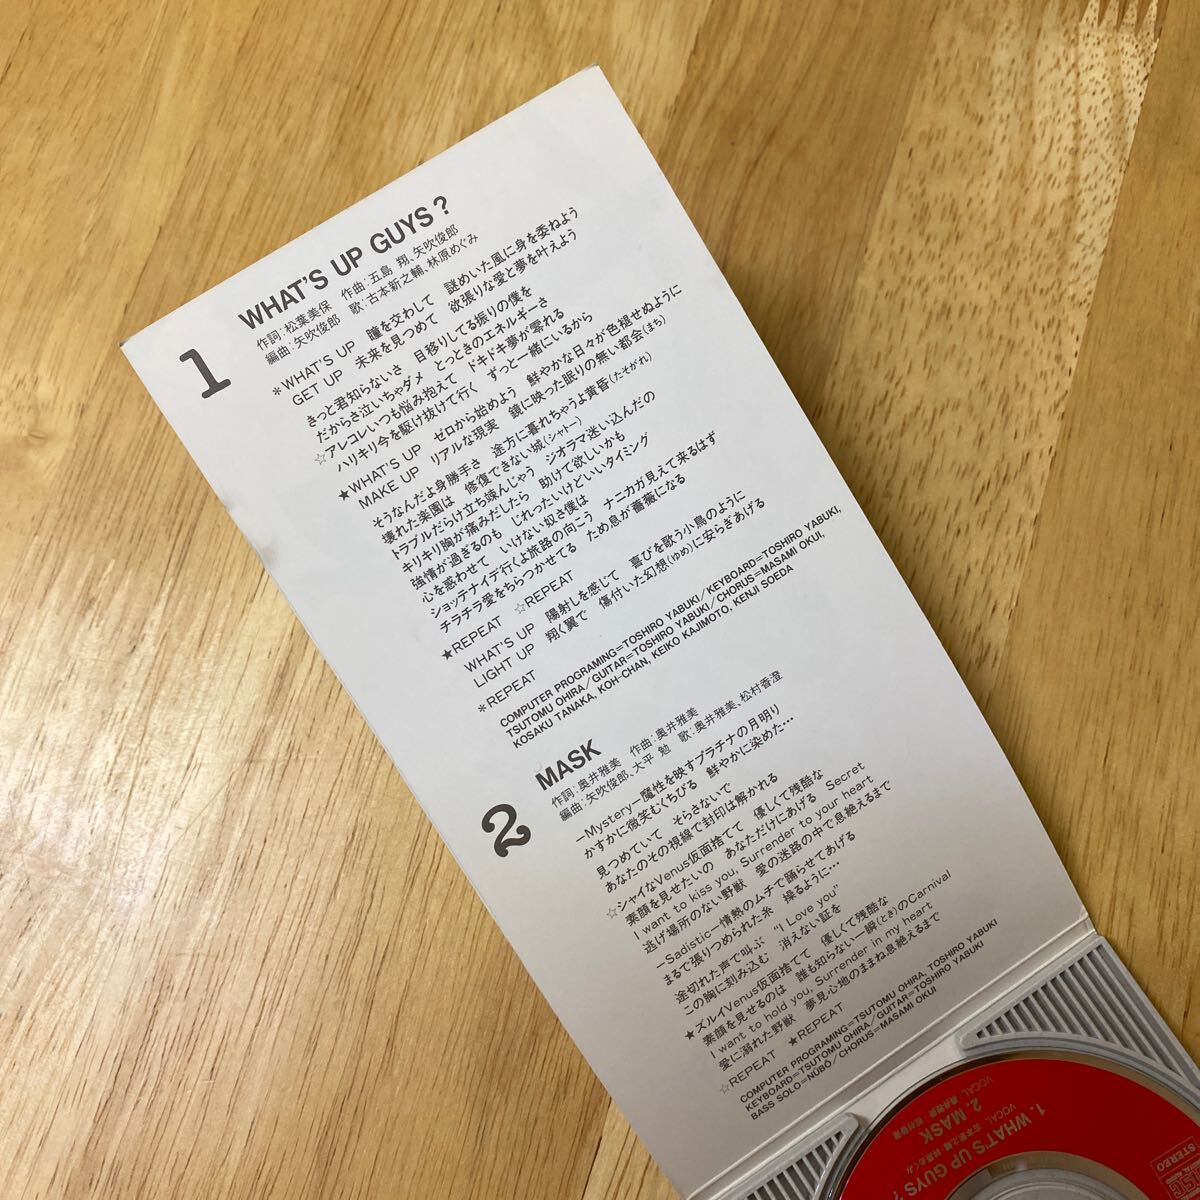 1
WHAT'S UP GUYS?
作詞:松葉美保 作曲:五島 翔、矢吹俊郎
編曲:矢吹俊郎 歌:古本新之輔、林原めぐみ
*WHAT'S UP 瞳を交わして 謎めいた風に身を委ねよう
GET UP 未来を見つめて 欲張りな愛と夢を叶えよう
きっと君知らないさ 目移りしてる振りの僕を
だからさ泣いちゃダメ とっときのエネルギーさ
☆アレコレいつも悩み抱えて ドキドキ夢が零れる
ハリキリ今を駆け抜けて行く ずっと一緒にいるから
★WHAT'S UP ゼロから始めよう 鮮やかな日々が色褪せぬように
MAKE UP リアルな現実 鏡に映った眠りの無い都会(まち)
そうなんだよ身勝手さ 途方に暮れちゃうよ黄昏(たそがれ)
壊れた楽園は 修復できない城(シャトー)
トラブルだらけ立ち竦んじゃう ジオラマ迷い込んだの
キリキリ胸が痛みだしたら 助けて欲しいかも
強情が過ぎるのも じれったいけどいいタイミング
心を惑わせて いけない奴さ僕は
ショッテナイデ行くよ旅路の向こう ナニカガ見えて来るはず
チラチラ愛をちらつかせてる ため息が薔薇になる
★REPEAT ☆REPEAT
WHAT'S UP 陽射しを感じて 喜びを歌う小鳥のように
LIGHT UP 翔く翼で 傷付いた幻想(ゆめ)に安らぎあげる
*REPEAT
COMPUTER PROGRAMING=TOSHIRO YABUKI/KEYBOARD=TOSHIRO YABUKI,
TSUTOMU OHIRA/GUITAR=TOSHIRO YABUKI/CHORUS=MASAMI OKUI,
KOSAKU TANAKA, KOH-CHAN, KEIKO KAJIMOTO, KENJI SOEDA
2
MASK
作詞:奥井雅美 作曲:奥井雅美
編曲:矢吹俊郎、大平 勉 歌:奥井雅美、松村香澄
—Mystery—魔性を映すプラチナの月明り
かすかに微笑むくちびる 鮮やかに染めた…
見つめていて そらさないで
あなたのその視線で封印は解かれる
☆シャイなVenus仮面捨てて 優しくて残酷な
素顔を見せたいの あなただけにあげる Secret
I want to kiss you, Surrender to your heart
逃げ場所のない野獣 愛の迷路の中で息絶えるまで
—Sadistic—情熱のムチで踊らせてあげる
まるで張りつめられた糸 操るように…
途切れた声で叫ぶ "I Love you"
この胸に刻み込む 消えない証を
★ズルイVenus仮面捨てて 優しくて残酷な
素顔を見せるのは 誰も知らない一瞬(とき)のCarnival
I want to hold you, Surrender in my heart
愛に溺れた野獣 夢見心地のままね息絶えるまで
☆REPEAT ★REPEAT
COMPUTER PROGRAMING=TSUTOMU OHIRA, TOSHIRO YABUKI
KEYBOARD=TSUTOMU OHIRA/GUITAR=TOSHIRO YABUKI
BASS SOLO=NÜBÖ/CHORUS=MASAMI OKUI
1. WHAT'S UP GUYS?
VOCAL 古本新之輔・林原めぐみ
2. MASK
VOCAL 奥井雅美・松村香澄
STEREO